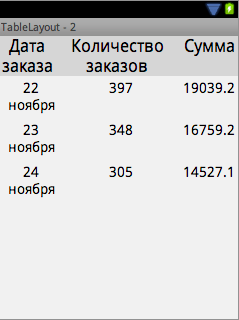 TableLayout - 2
Дата Количество Сумма
заказа заказов
22 397 19039.2
ноября
23 348 16759.2
ноября
24 305 14527.1
ноября